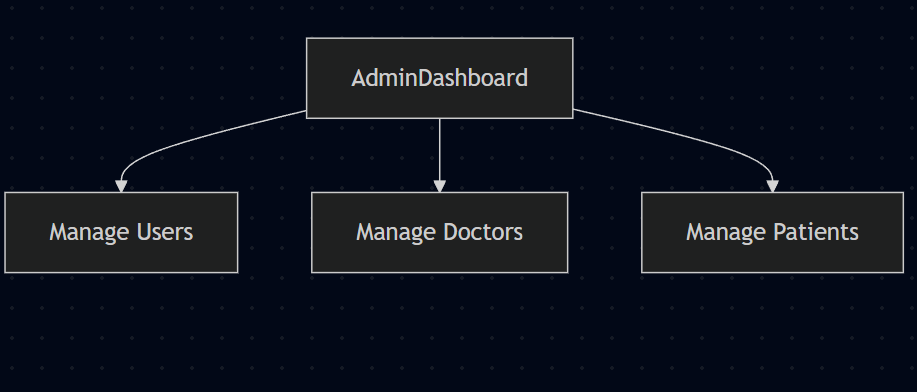 AdminDashboard
Manage Users
Manage Doctors
Manage Patients